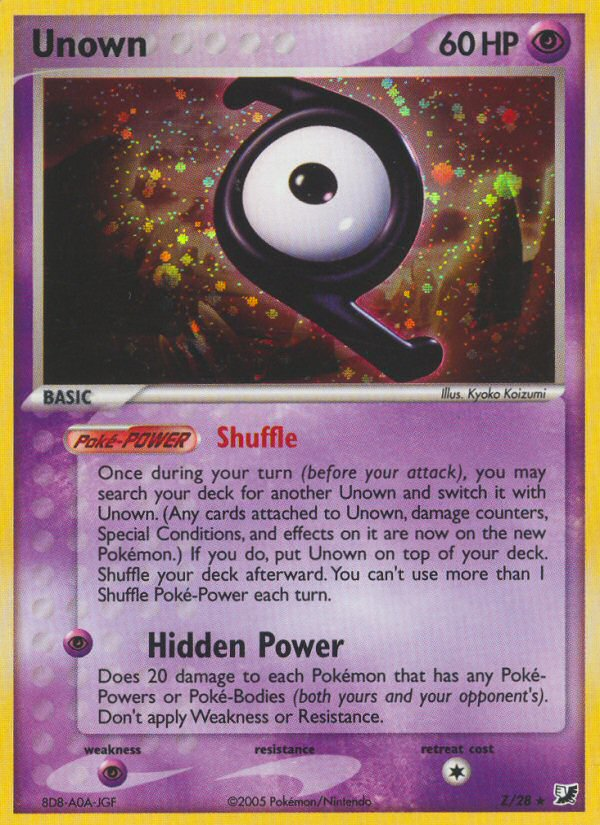 Unown 60 HP
BASIC
Illus. Kyoko Koizumi
Poké-POWER Shuffle
Once during your turn (before your attack), you may
search your deck for another Unown and switch it with
Unown. (Any cards attached to Unown, damage counters,
Special Conditions, and effects on it are now on the new
Pokémon.) If you do, put Unown on top of your deck.
Shuffle your deck afterward. You can't use more than 1
Shuffle Poké-Power each turn.
Hidden Power
Does 20 damage to each Pokémon that has any Poké-
Powers or Poké-Bodies (both yours and your opponent's).
Don't apply Weakness or Resistance.
weakness resistance retreat cost
8D8-A0A-JGF ©2005 Pokémon/Nintendo Z/28 ★